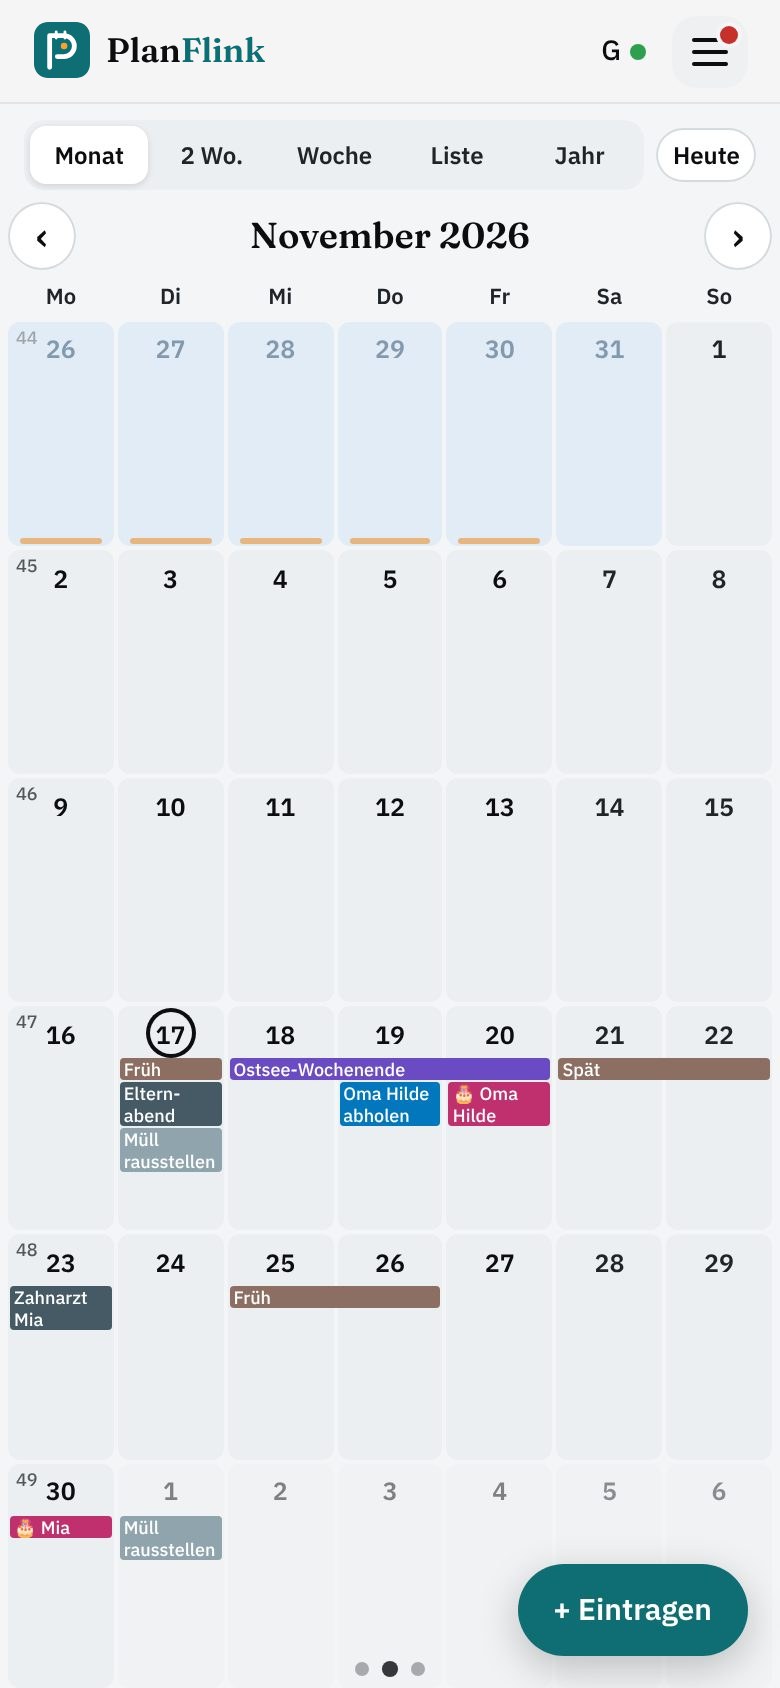 PlanFlink
G
Monat 2 Wo. Woche Liste Jahr Heute
‹ November 2026 ›
Mo Di Mi Do Fr Sa So
44 26 27 28 29 30 31 1
45 2 3 4 5 6 7 8
46 9 10 11 12 13 14 15
47 16 17 18 19 20 21 22
Früh Ostsee-Wochenende Spät
Eltern-
abend
Oma Hilde
abholen
🎂 Oma
Hilde
Müll
rausstellen
48 23 24 25 26 27 28 29
Zahnarzt
Mia
Früh
49 30 1 2 3 4 5 6
🎂 Mia
Müll
rausstellen
+ Eintragen